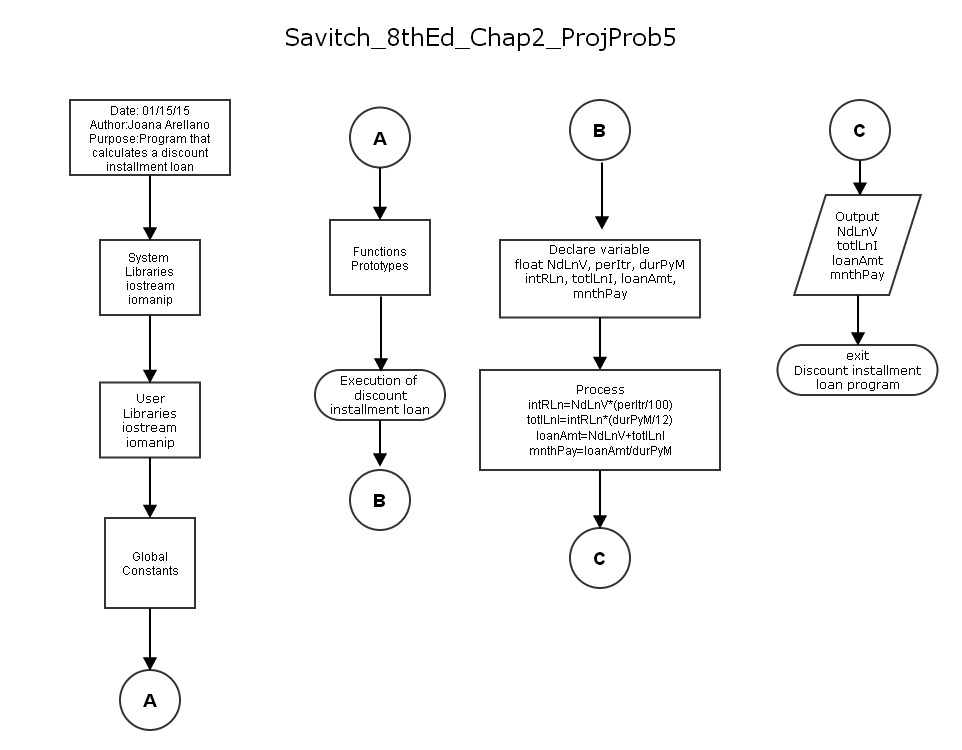 Savitch_8thEd_Chap2_ProjProb5
Date: 01/15/15
Author:Joana Arellano
Purpose:Program that
calculates a discount
installment loan
System
Libraries
iostream
iomanip
User
Libraries
iostream
iomanip
Global
Constants
A
A
Functions
Prototypes
Execution of
discount
installment loan
B
B
Declare variable
float NdLnV, perItr, durPyM
intRLn, totlLnI, loanAmt,
mnthPay
Process
intRLn=NdLnV*(perItr/100)
totlLnI=intRLn*(durPyM/12)
loanAmt=NdLnV+totlLnI
mnthPay=loanAmt/durPyM
C
C
Output
NdLnV
totlLnI
loanAmt
mnthPay
exit
Discount installment
loan program